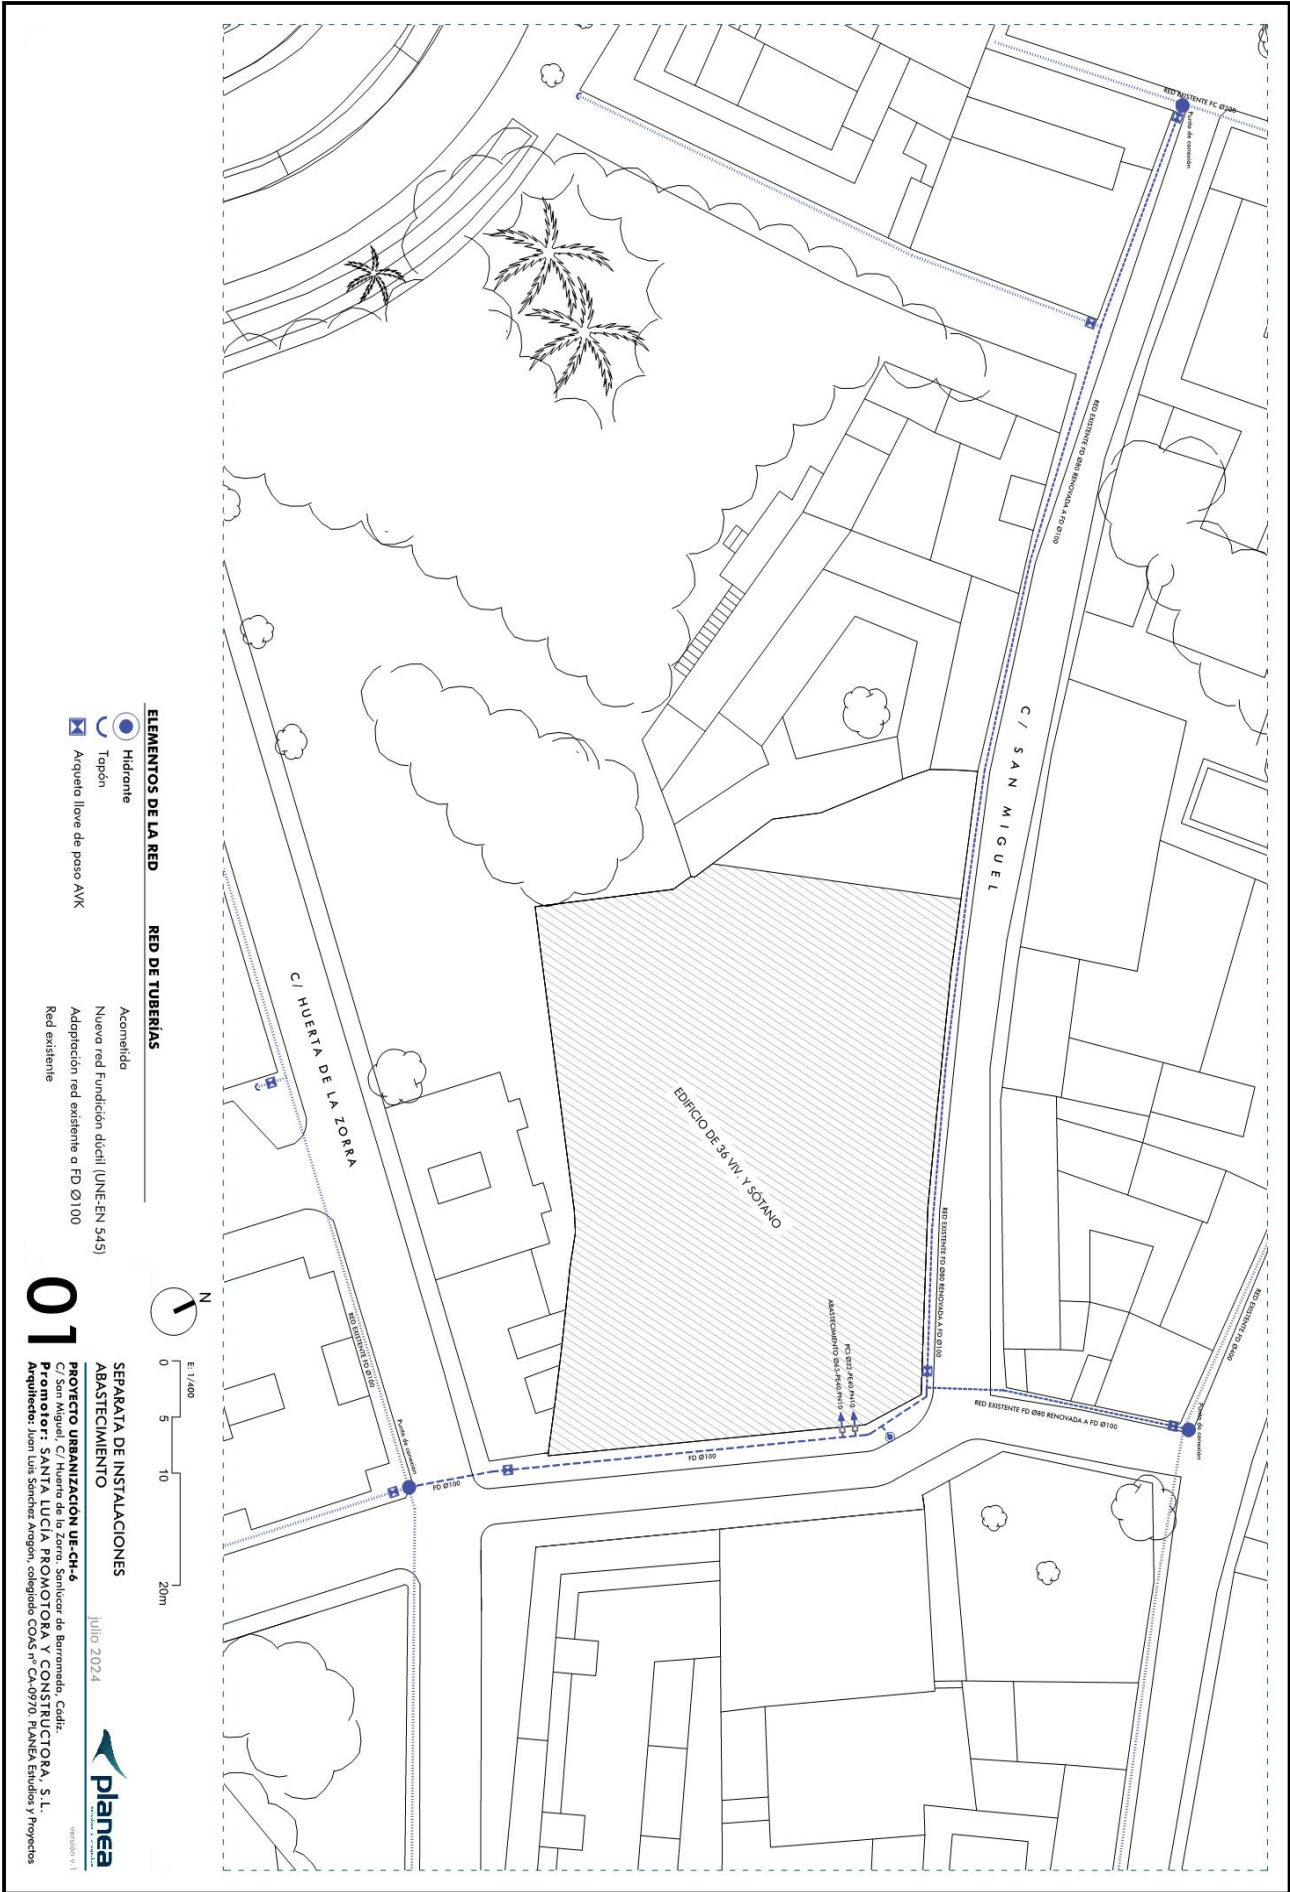 RED EXISTENTE FC Ø300
Punto de conexión
RED EXISTENTE FD Ø80 RENOVADA A FD Ø100
C/ SAN MIGUEL
EDIFICIO DE 36 VIV. Y SÓTANO
RED EXISTENTE FD Ø80 RENOVADA A FD Ø100
PCI Ø32-PE40 PN10
ABASTECIMIENTO Ø63-PE40-PN10
RED EXISTENTE FD Ø400
Punto de conexión
RED EXISTENTE FD Ø80 RENOVADA A FD Ø100
FD Ø100
FD Ø100
Punto de conexión
RED EXISTENTE FD Ø100
C/ HUERTA DE LA ZORRA
ELEMENTOS DE LA RED
Hidrante
Tapón
Arqueta llave de paso AVK
RED DE TUBERÍAS
Acometida
Nueva red Fundición dúctil (UNE-EN 545)
Adaptación red existente a FD Ø100
Red existente
N
E: 1/400
0 5 10 20m
01
SEPARATA DE INSTALACIONES
ABASTECIMIENTO
julio 2024
planea
PROYECTO URBANIZACIÓN UE-CH-6
C/ San Miguel, C/ Huerta de la Zorra. Sanlúcar de Barrameda, Cádiz.
Promotor: SANTA LUCÍA PROMOTORA Y CONSTRUCTORA, S.L.
Arquitecto: Juan Luis Sánchez Aragón, colegiado COAS nº CA-0970. PLANEA Estudios y Proyectos
versión v.1